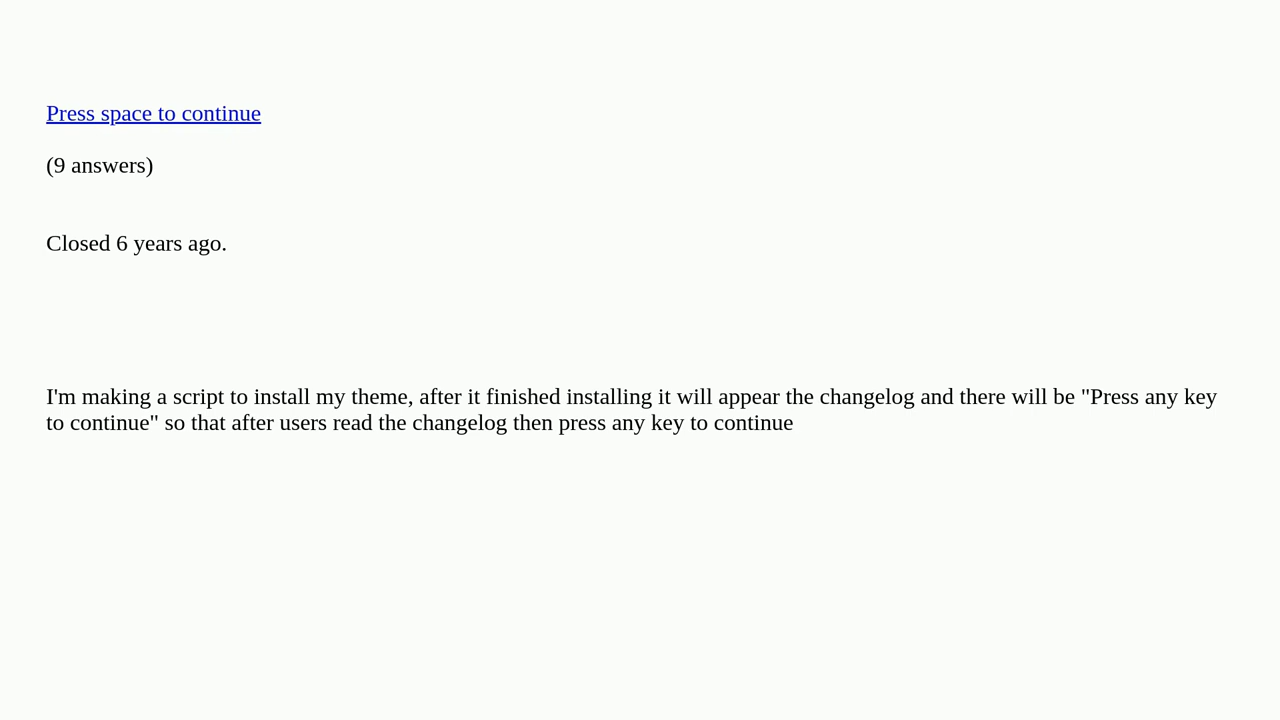 Press space to continue
(9 answers)
Closed 6 years ago.
I'm making a script to install my theme, after it finished installing it will appear the changelog and there will be "Press any key
to continue" so that after users read the changelog then press any key to continue